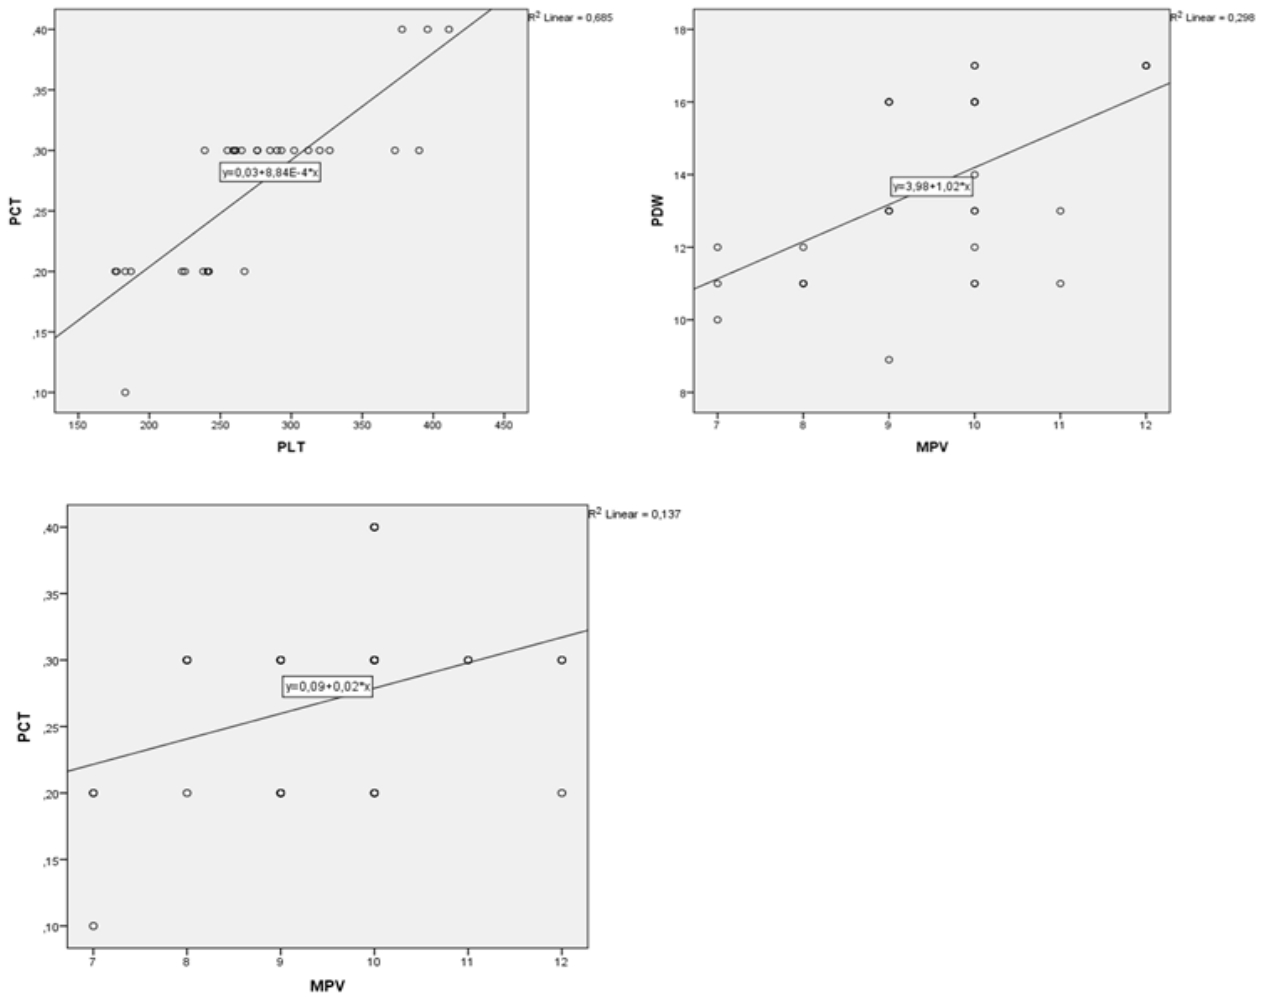 R2 Linear = 0,685
,40
,35
,30
,25
,20
,15
,10
PCT
y=0,03+8,84E-4*x
150 200 250 300 350 400 450
PLT
R2 Linear = 0,298
18
16
14
12
10
8
PDW
y=3,98+1,02*x
7 8 9 10 11 12
MPV
R2 Linear = 0,137
,40
,35
,30
,25
,20
,15
,10
PCT
y=0,09+0,02*x
7 8 9 10 11 12
MPV